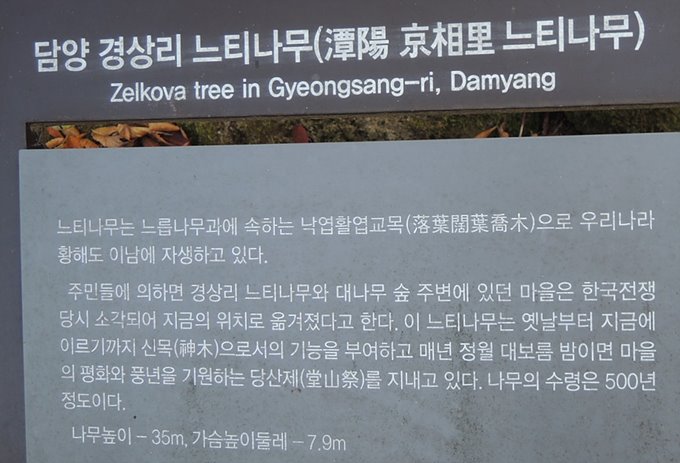 담양 경상리 느티나무(潭陽 京相里 느티나무)
Zelkova tree in Gyeongsang-ri, Damyang
느티나무는 느릅나무과에 속하는 낙엽활엽교목(落葉闊葉喬木)으로 우리나라
황해도 이남에 자생하고 있다.
주민들에 의하면 경상리 느티나무와 대나무 숲 주변에 있던 마을은 한국전쟁
당시 소각되어 지금의 위치로 옮겨졌다고 한다. 이 느티나무는 옛날부터 지금에
이르기까지 신목(神木)으로서의 기능을 부여하고 매년 정월 대보름 밤이면 마을
의 평화와 풍년을 기원하는 당산제(堂山祭)를 지내고 있다. 나무의 수령은 500년
정도이다.
나무높이 – 35m, 가슴높이둘레 – 7.9m